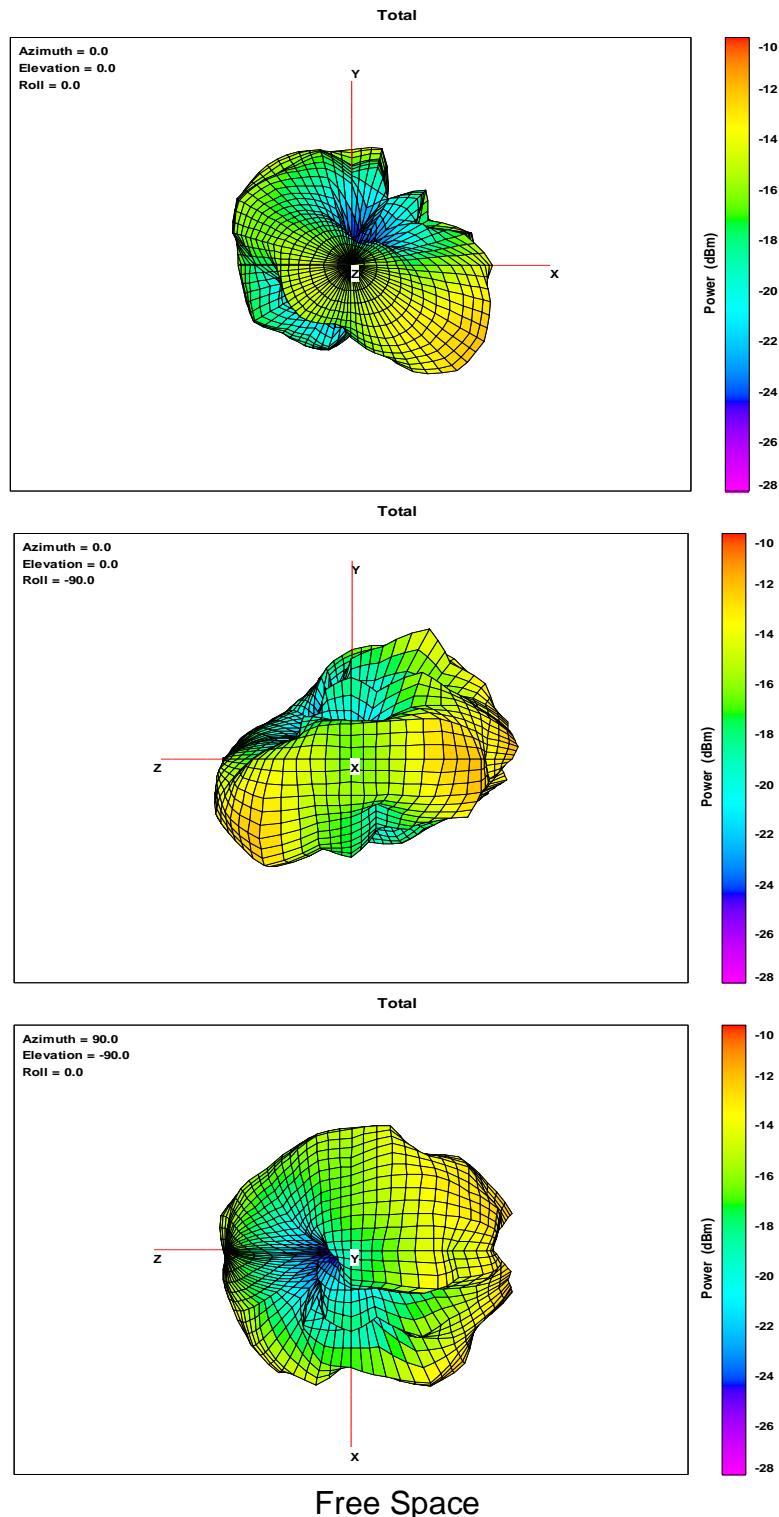 Total
Azimuth = 0.0
Elevation = 0.0
Roll = 0.0
Y
Z
X
-10
-12
-14
-16
-18
-20
-22
-24
-26
-28
Power (dBm)
Total
Azimuth = 0.0
Elevation = 0.0
Roll = -90.0
Y
Z
X
-10
-12
-14
-16
-18
-20
-22
-24
-26
-28
Power (dBm)
Total
Azimuth = 90.0
Elevation = -90.0
Roll = 0.0
Z
Y
X
-10
-12
-14
-16
-18
-20
-22
-24
-26
-28
Power (dBm)
Free Space